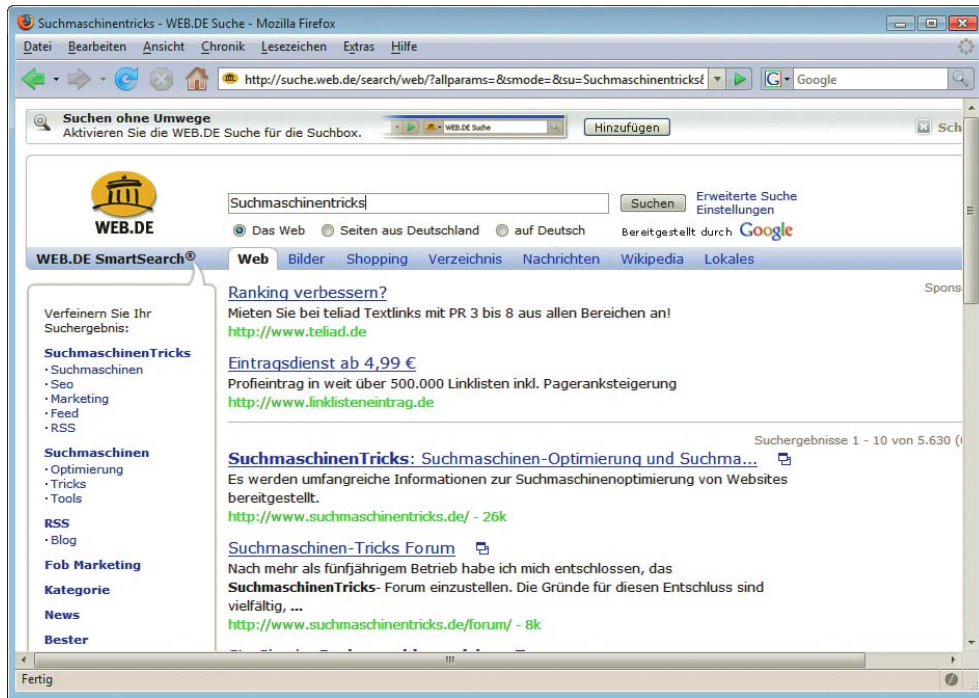 Suchmaschinentricks - WEB.DE Suche - Mozilla Firefox
Datei Bearbeiten Ansicht Chronik Lesezeichen Extras Hilfe
http://suche.web.de/search/web/?allparams=&smode=&su=Suchmaschinentricks& G Google
Suchen ohne Umwege
Aktivieren Sie die WEB.DE Suche für die Suchbox. WEB.DE Suche Hinzufügen Sch
WEB.DE
Suchmaschinentricks Suchen Erweiterte Suche
Einstellungen
Das Web Seiten aus Deutschland auf Deutsch Bereitgestellt durch Google
WEB.DE SmartSearch® Web Bilder Shopping Verzeichnis Nachrichten Wikipedia Lokales
Verfeinern Sie Ihr
Suchergebnis:
SuchmaschinenTricks
· Suchmaschinen
· Seo
· Marketing
· Feed
· RSS
Suchmaschinen
· Optimierung
· Tricks
· Tools
RSS
· Blog
Fob Marketing
Kategorie
News
Bester
Spons
Ranking verbessern?
Mieten Sie bei teliad Textlinks mit PR 3 bis 8 aus allen Bereichen an!
http://www.teliad.de
Eintragsdienst ab 4,99 €
Profieintrag in weit über 500.000 Linklisten inkl. Pageranksteigerung
http://www.linklisteneintrag.de
Suchergebnisse 1 - 10 von 5.630 (
SuchmaschinenTricks: Suchmaschinen-Optimierung und Suchma...
Es werden umfangreiche Informationen zur Suchmaschinenoptimierung von Websites
bereitgestellt.
http://www.suchmaschinentricks.de/ - 26k
Suchmaschinen-Tricks Forum
Nach mehr als fünfjährigem Betrieb habe ich mich entschlossen, das
SuchmaschinenTricks- Forum einzustellen. Die Gründe für diesen Entschluss sind
vielfältig, ...
http://www.suchmaschinentricks.de/forum/ - 8k
Fertig